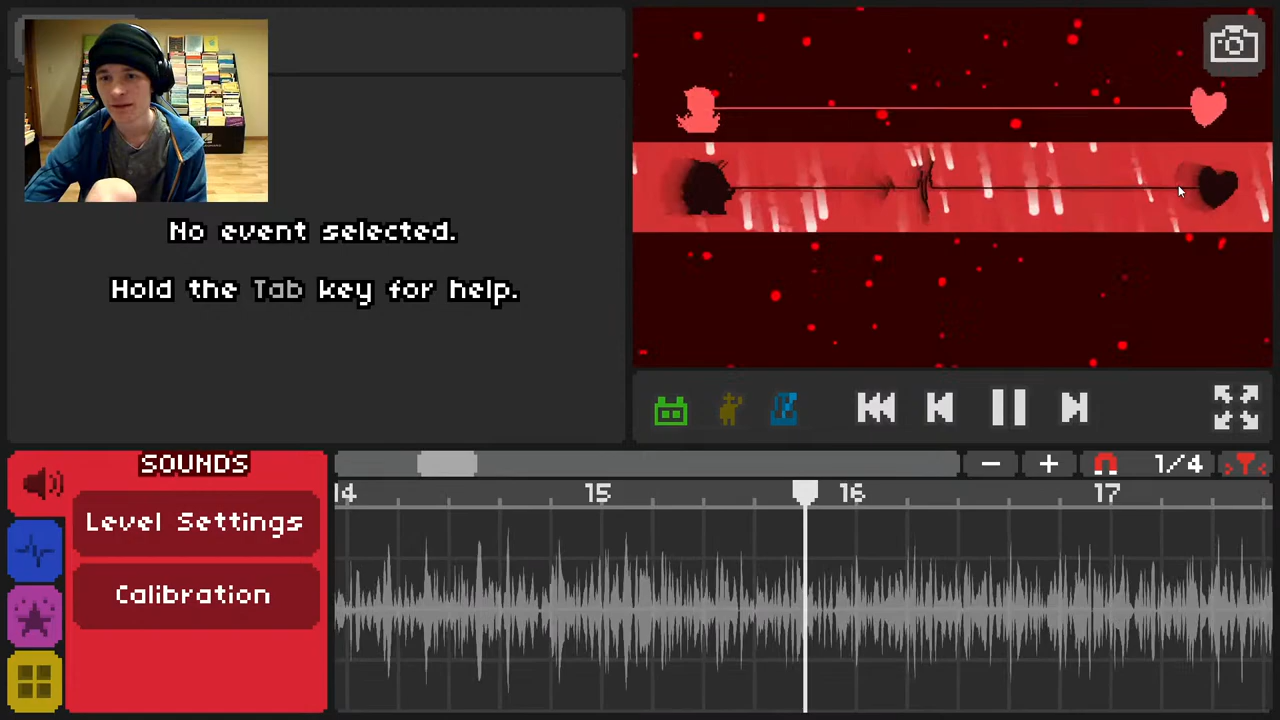 No event selected.
Hold the Tab key for help.
1/4
SOUNDS
14 15 16 17
Level Settings
Calibration